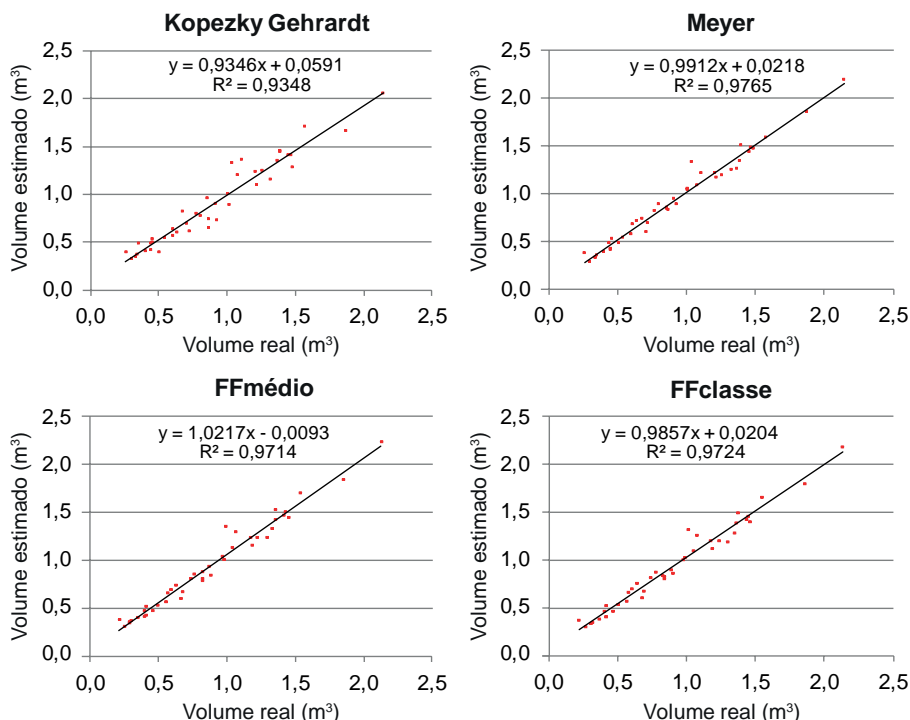 Kopezky Gehrardt
y = 0,9346x + 0,0591
R² = 0,9348
Volume estimado (m³)
2,5
2,0
1,5
1,0
0,5
0,0
0,0 0,5 1,0 1,5 2,0 2,5
Volume real (m³)
Meyer
y = 0,9912x + 0,0218
R² = 0,9765
Volume estimado (m³)
2,5
2,0
1,5
1,0
0,5
0,0
0,0 0,5 1,0 1,5 2,0 2,5
Volume real (m³)
FFmédio
y = 1,0217x - 0,0093
R² = 0,9714
Volume estimado (m³)
2,5
2,0
1,5
1,0
0,5
0,0
0,0 0,5 1,0 1,5 2,0 2,5
Volume real (m³)
FFclasse
y = 0,9857x + 0,0204
R² = 0,9724
Volume estimado (m³)
2,5
2,0
1,5
1,0
0,5
0,0
0,0 0,5 1,0 1,5 2,0 2,5
Volume real (m³)